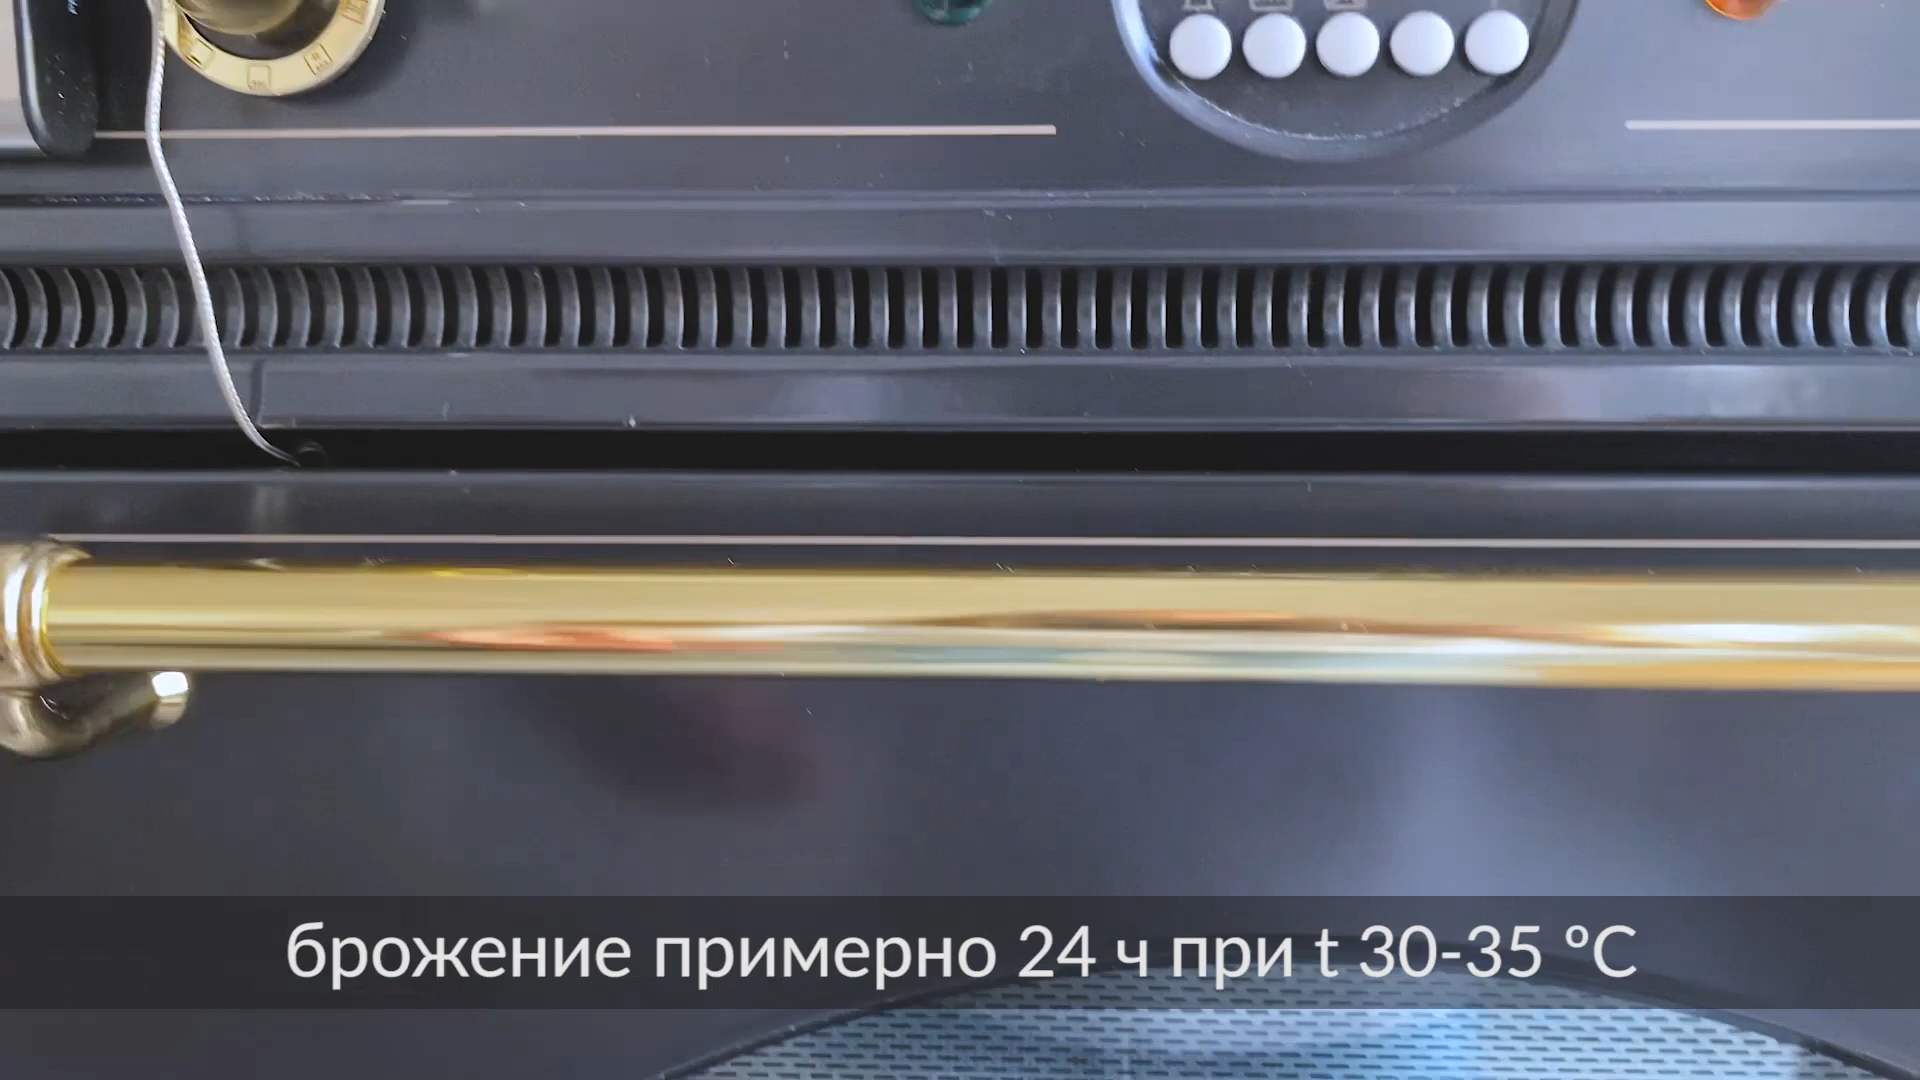 брожение примерно 24 ч при t 30-35 °C